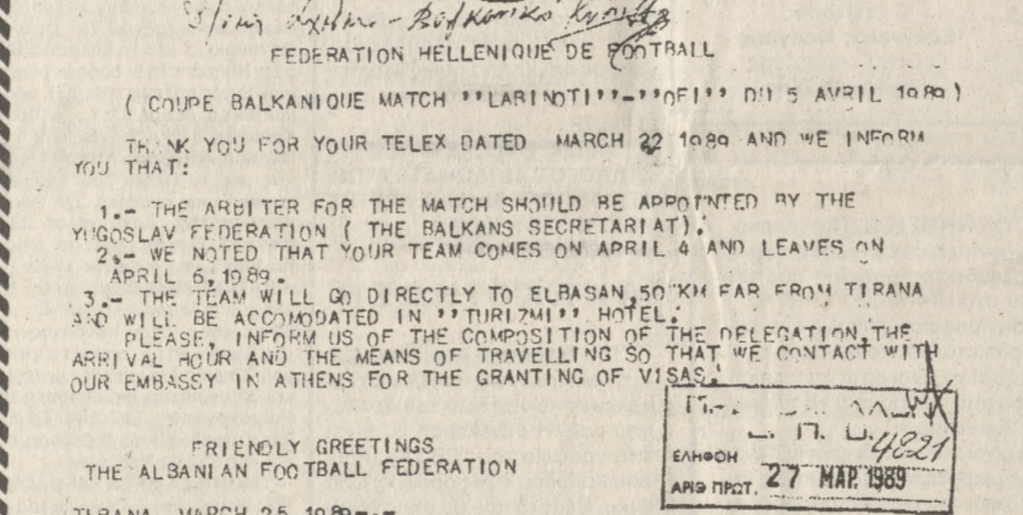 FEDERATION HELLENIQUE DE FOOTBALL
( COUPE BALKANIQUE MATCH ''LABINOTI''-''OFI'' DU 5 AVRIL 1989 )
THANK YOU FOR YOUR TELEX DATED MARCH 22 1989 AND WE INFORM
YOU THAT:
1.- THE ARBITER FOR THE MATCH SHOULD BE APPOINTED BY THE
YUGOSLAV FEDERATION ( THE BALKANS SECRETARIAT).
2.- WE NOTED THAT YOUR TEAM COMES ON APRIL 4 AND LEAVES ON
APRIL 6,1989.
3.- THE TEAM WILL GO DIRECTLY TO ELBASAN,50 KM FAR FROM TIRANA
AND WILL BE ACCOMODATED IN ''TURIZMI'' HOTEL.
PLEASE, INFORM US OF THE COMPOSITION OF THE DELEGATION,THE
ARRIVAL HOUR AND THE MEANS OF TRAVELLING SO THAT WE CONTACT WITH
OUR EMBASSY IN ATHENS FOR THE GRANTING OF VISAS.
FRIENDLY GREETINGS
THE ALBANIAN FOOTBALL FEDERATION
4821
ΕΛΗΦΘΗ
ΑΡΙΘ ΠΡΩΤ. 27 ΜΑΡ. 1989
TIRANA, MARCH 25 1989-.-